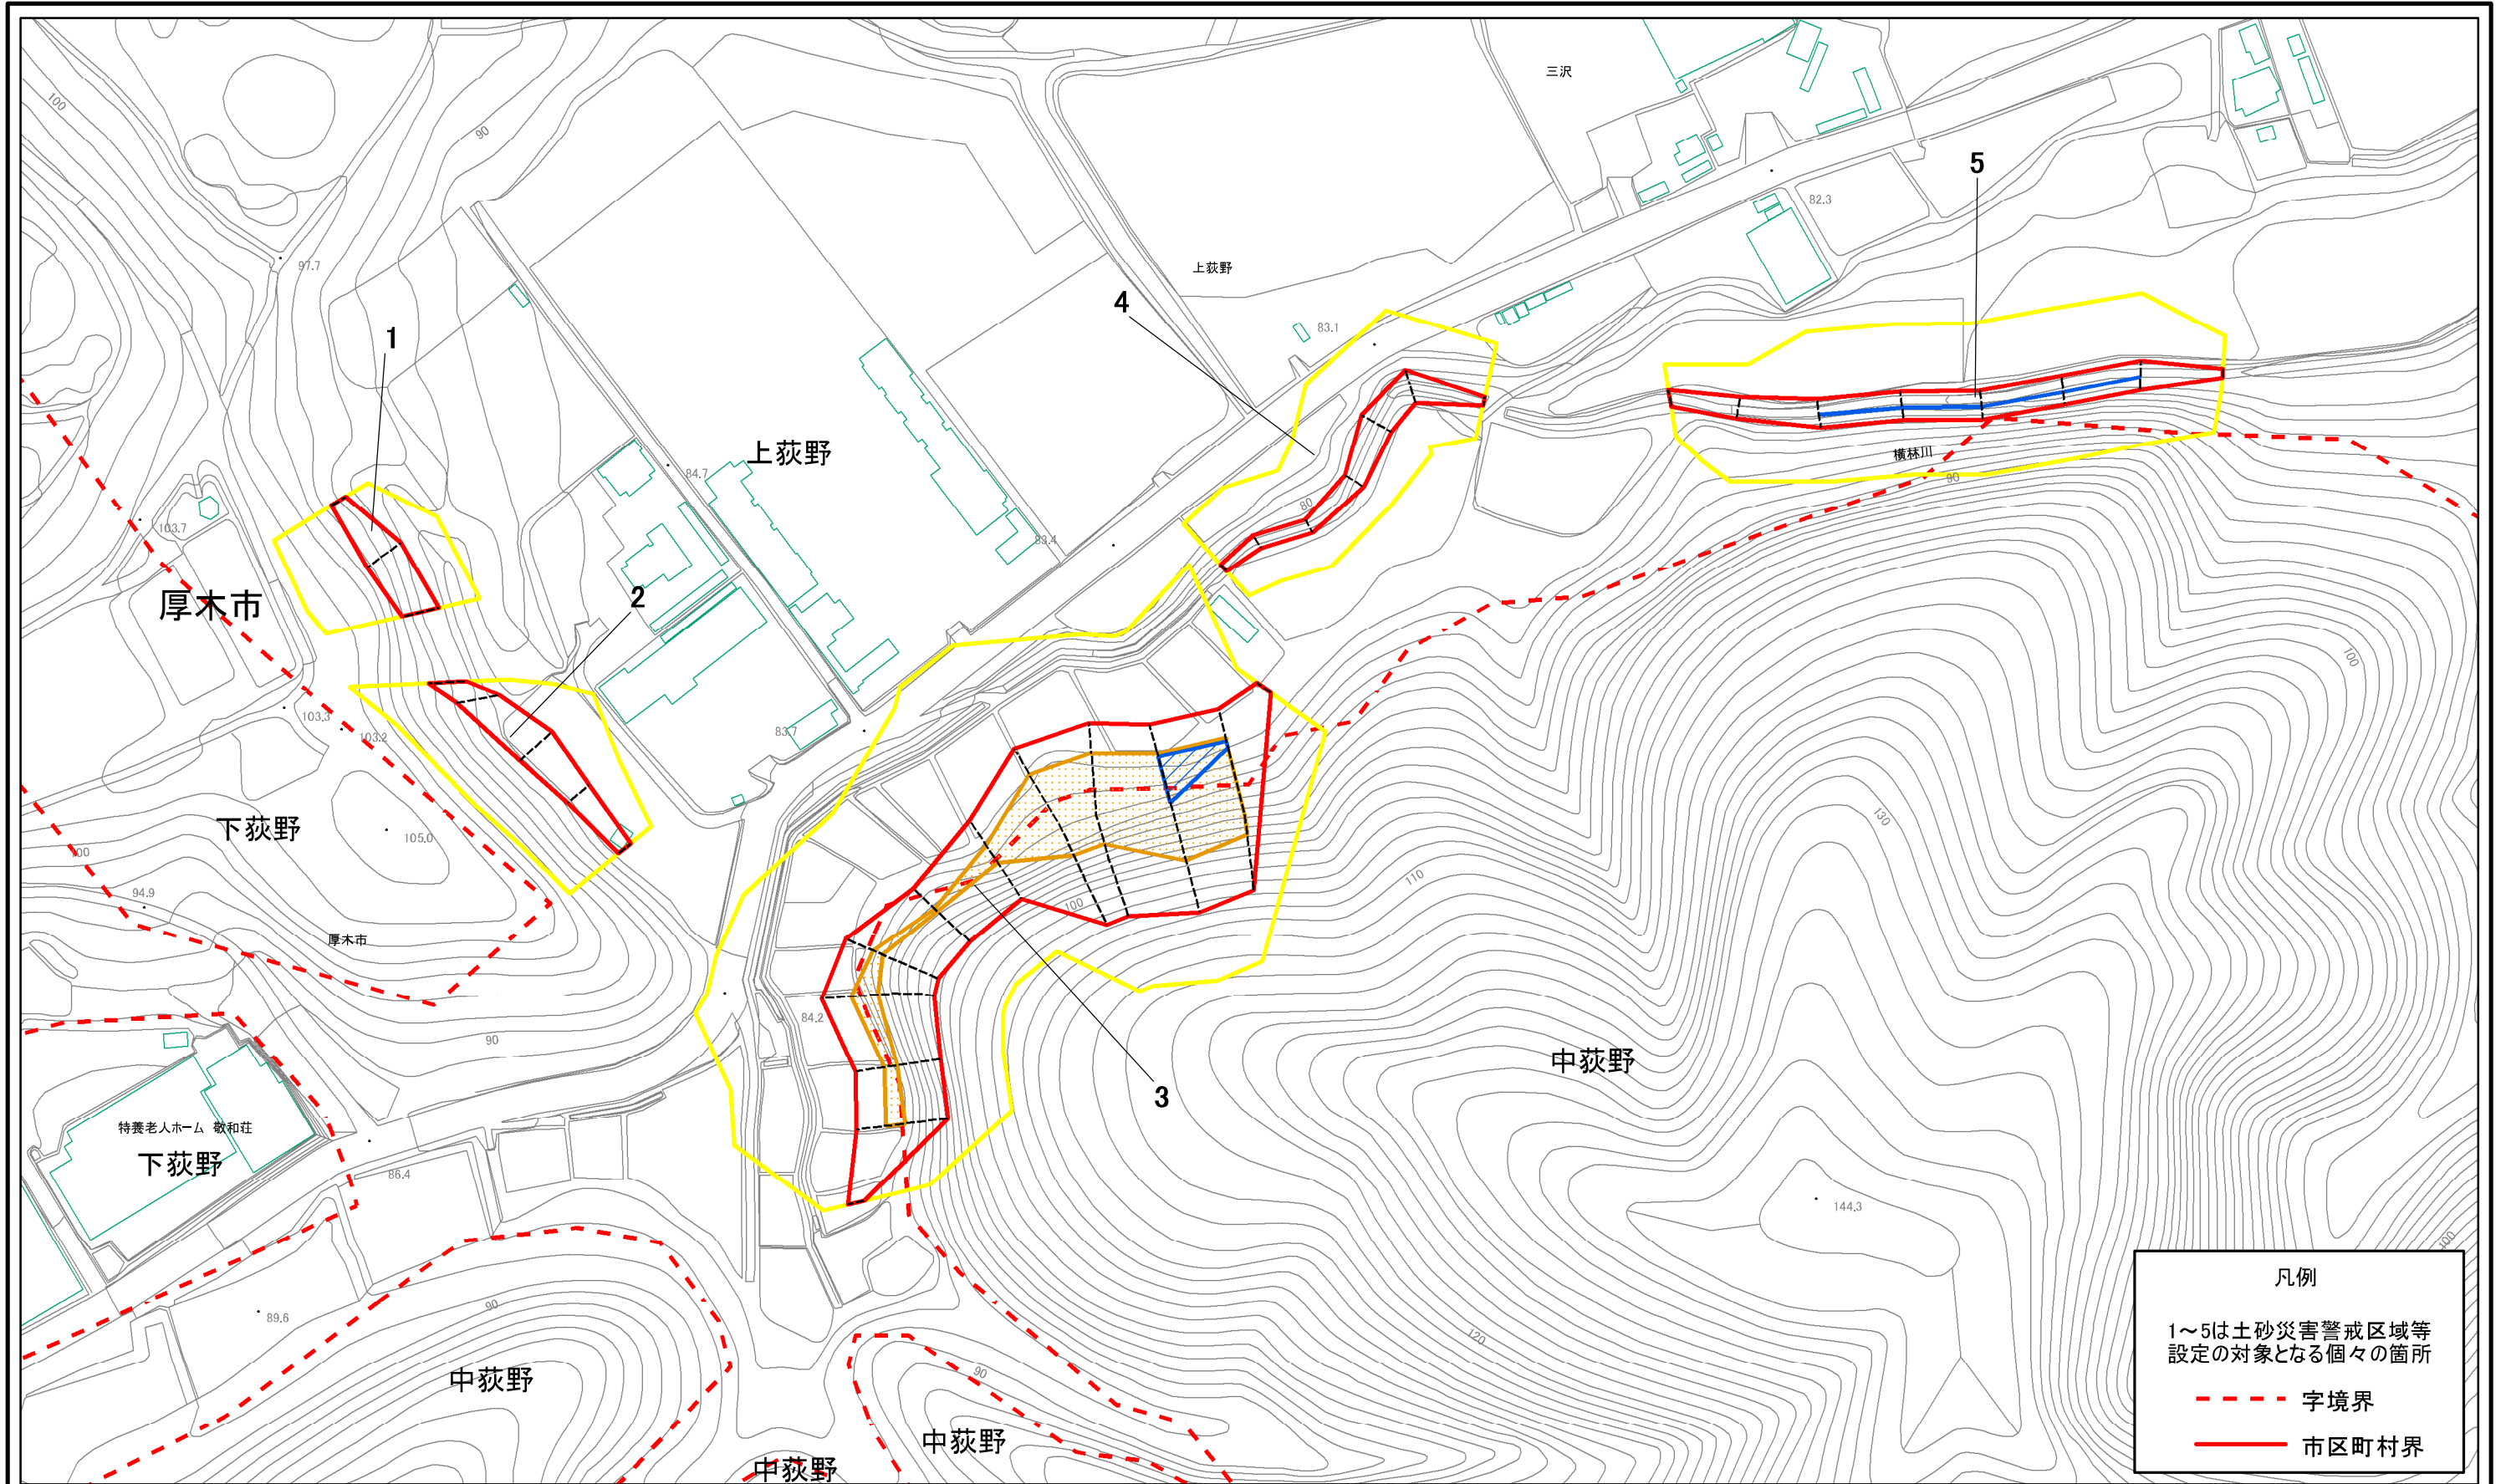 三沢
100
90
5
82.3
97.7
上荻野
4
83.1
1
上荻野
84.7
横林川
90
80
103.7
83.4
厚木市
2
100
103.3
103.2
83.7
130
下荻野
105.0
100
94.9
110
100
厚木市
84.2
90
中荻野
3
特養老人ホーム 敬和荘
下荻野
86.4
144.3
100
89.6
90
120
中荻野
90
中荻野
中荻野
凡例
1～5は土砂災害警戒区域等
設定の対象となる個々の箇所
字境界
市区町村界